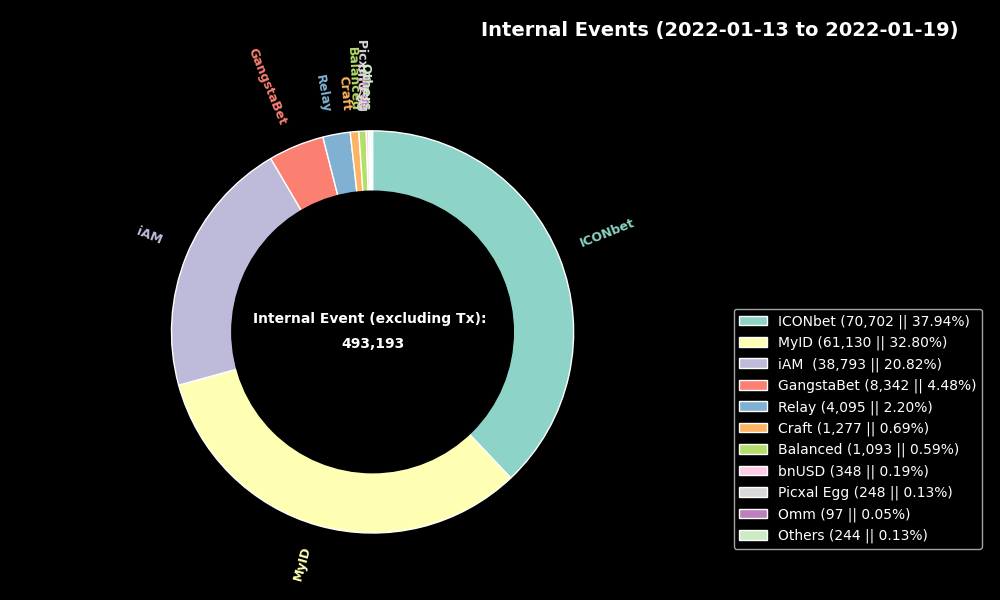 Internal Events (2022-01-13 to 2022-01-19)
GangstaBet
Relay
Craft
Balanced
Others
iAM
ICONbet
MyID
Internal Event (excluding Tx):
493,193
ICONbet (70,702 || 37.94%)
MyID (61,130 || 32.80%)
iAM  (38,793 || 20.82%)
GangstaBet (8,342 || 4.48%)
Relay (4,095 || 2.20%)
Craft (1,277 || 0.69%)
Balanced (1,093 || 0.59%)
bnUSD (348 || 0.19%)
Picxal Egg (248 || 0.13%)
Omm (97 || 0.05%)
Others (244 || 0.13%)